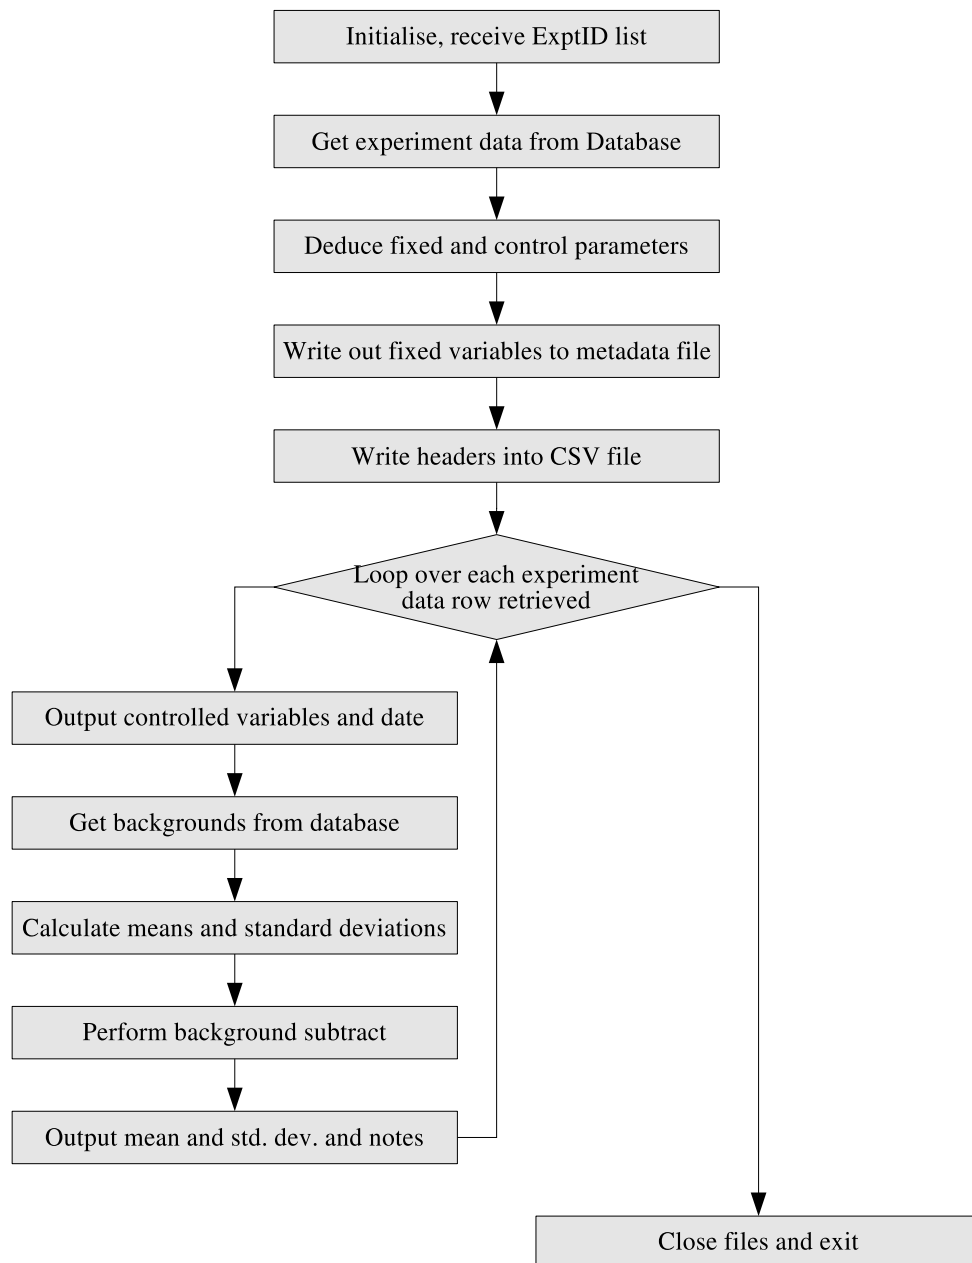 Initialise, receive ExptID list
Get experiment data from Database
Deduce fixed and control parameters
Write out fixed variables to metadata file
Write headers into CSV file
Loop over each experiment
data row retrieved
Output controlled variables and date
Get backgrounds from database
Calculate means and standard deviations
Perform background subtract
Output mean and std. dev. and notes
Close files and exit